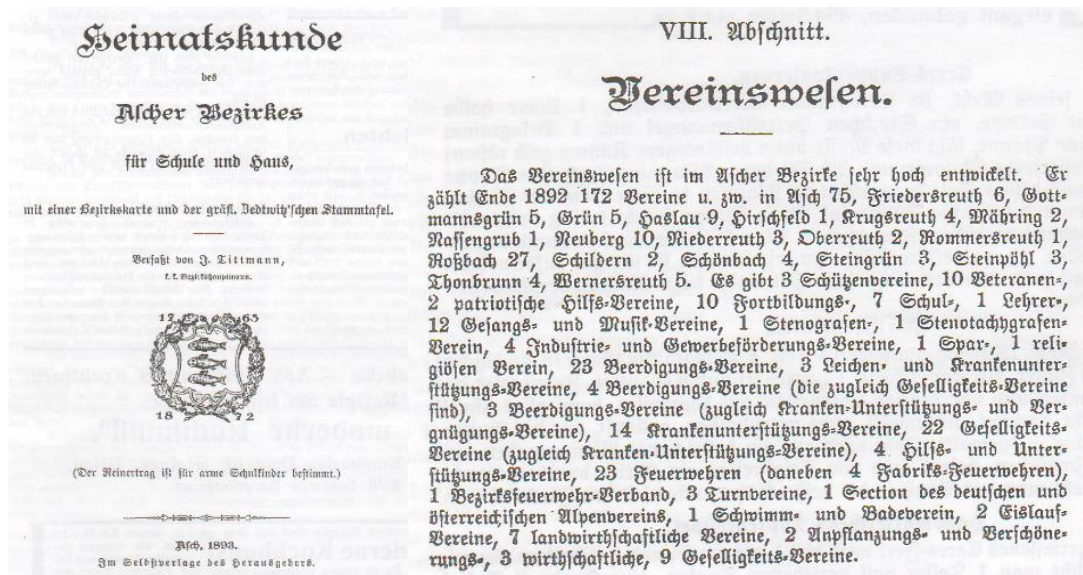 Heimatskunde
des
Ascher Bezirkes
für Schule und Haus,
mit einer Bezirkskarte und der gräfl. Zedtwitz'schen Stammtafel.
Verfaßt von J. Tittmann,
k. k. Bezirkshauptmann.
12 65
18 72
(Der Reinertrag ist für arme Schulkinder bestimmt.)
Asch, 1893.
Im Selbstverlage des Herausgebers.
VIII. Abschnitt.
Vereinswesen.
Das Vereinswesen ist im Ascher Bezirke sehr hoch entwickelt. Er
zählt Ende 1892 172 Vereine u. zw. in Asch 75, Friedersreuth 6, Gott-
mannsgrün 5, Grün 5, Haslau 9, Hirschfeld 1, Krugsreuth 4, Mähring 2,
Nassengrub 1, Neuberg 10, Niederreuth 3, Oberreuth 2, Rommersreuth 1,
Roßbach 27, Schildern 2, Schönbach 4, Steingrün 3, Steinpöhl 3,
Thonbrunn 4, Wernersreuth 5. Es gibt 3 Schützenvereine, 10 Veteranen-,
2 patriotische Hilfs-Vereine, 10 Fortbildungs-, 7 Schul-, 1 Lehrer-,
12 Gesangs- und Musik-Vereine, 1 Stenografen-, 1 Stenotachygrafen-
Verein, 4 Industrie- und Gewerbeförderungs-Vereine, 1 Spar-, 1 reli-
giösen Verein, 23 Beerdigungs-Vereine, 3 Leichen- und Krankenunter-
stützungs-Vereine, 4 Beerdigungs-Vereine (die zugleich Geselligkeits-Vereine
sind), 3 Beerdigungs-Vereine (zugleich Kranken-Unterstützungs- und Ver-
gnügungs-Vereine), 14 Krankenunterstützungs-Vereine, 22 Geselligkeits-
Vereine (zugleich Kranken-Unterstützungs-Vereine), 4 Hilfs- und Unter-
stützungs-Vereine, 23 Feuerwehren (daneben 4 Fabriks-Feuerwehren),
1 Bezirksfeuerwehr-Verband, 3 Turnvereine, 1 Section des deutschen und
österreichischen Alpenvereins, 1 Schwimm- und Badeverein, 2 Eislauf-
Vereine, 7 landwirthschaftliche Vereine, 2 Anpflanzungs- und Verschöne-
rungs-, 3 wirthschaftliche, 9 Geselligkeits-Vereine.